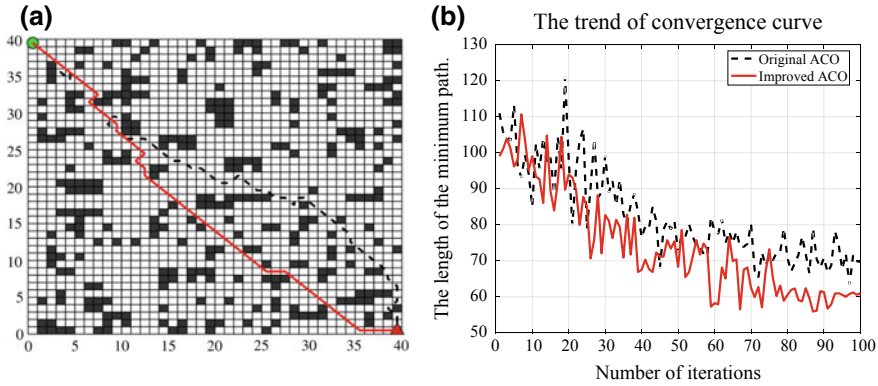 (a)
40
35
30
25
20
15
10
5
0
0 5 10 15 20 25 30 35 40
(b)
The trend of convergence curve
The length of the minimum path.
130
120
110
100
90
80
70
60
50
Original ACO
Improved ACO
0 10 20 30 40 50 60 70 80 90 100
Number of iterations